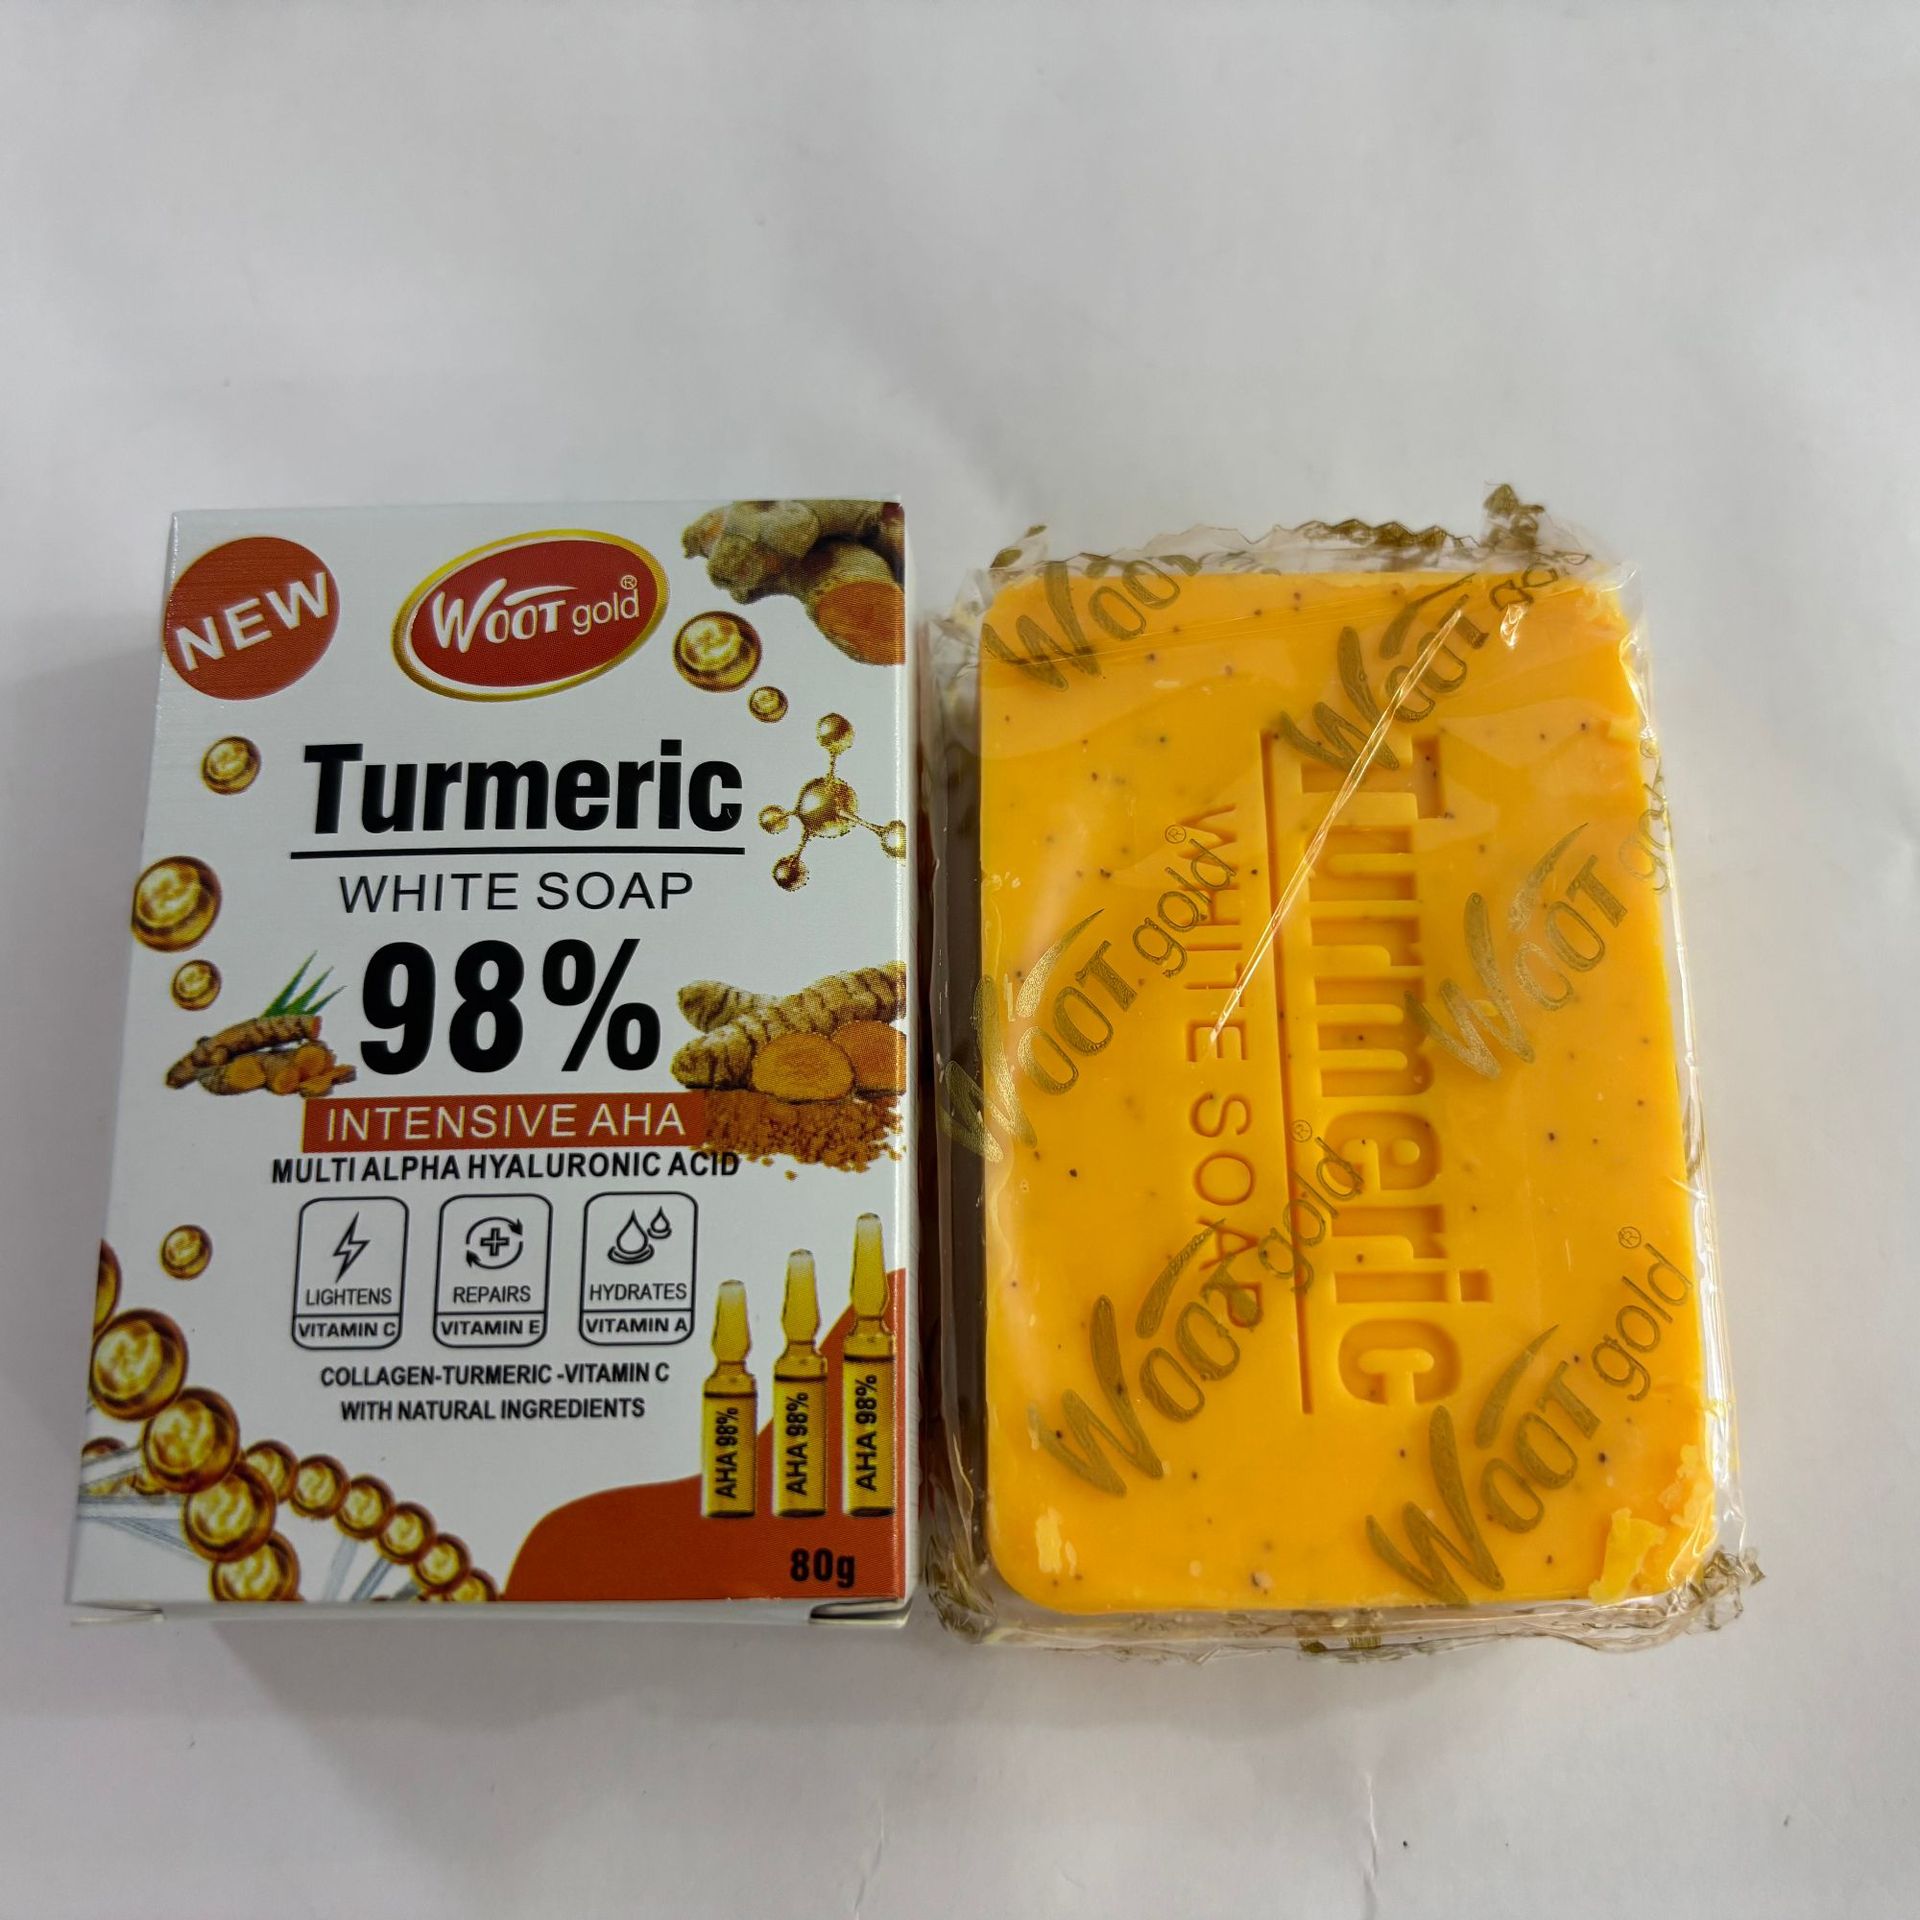 NEW
WOOT gold®
Turmeric
WHITE SOAP
98%
INTENSIVE AHA
MULTI ALPHA HYALURONIC ACID
LIGHTENS
VITAMIN C
REPAIRS
VITAMIN E
HYDRATES
VITAMIN A
COLLAGEN-TURMERIC -VITAMIN C
WITH NATURAL INGREDIENTS
AHA 98%
AHA 98%
AHA 98%
80g
Turmeric
WHITE SOAP
WOOT
WOOT gold
WOOT gold®
WOOT gold
WOOT gold®
WOOT gold®